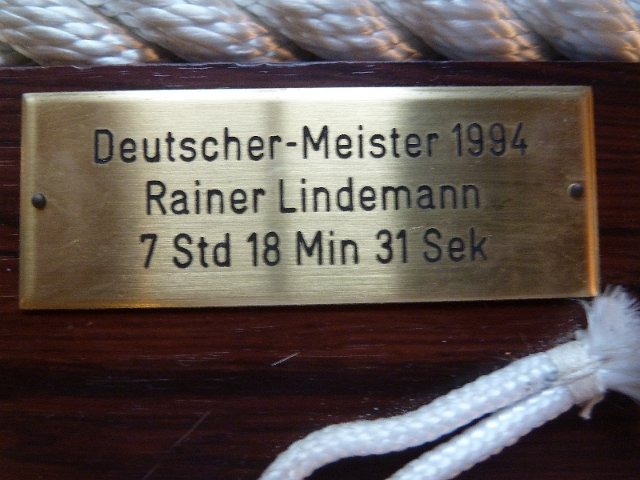 Deutscher-Meister 1994
Rainer Lindemann
7 Std 18 Min 31 Sek